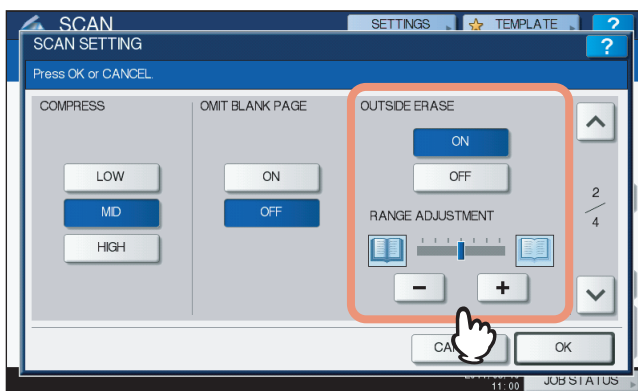 SCAN
SETTINGS
TEMPLATE
?
SCAN SETTING
?
Press OK or CANCEL.
COMPRESS
OMIT BLANK PAGE
OUTSIDE ERASE
ON
LOW
ON
OFF
MID
OFF
2
4
HIGH
RANGE ADJUSTMENT
-
+
OK
11:00
JOB STATUS